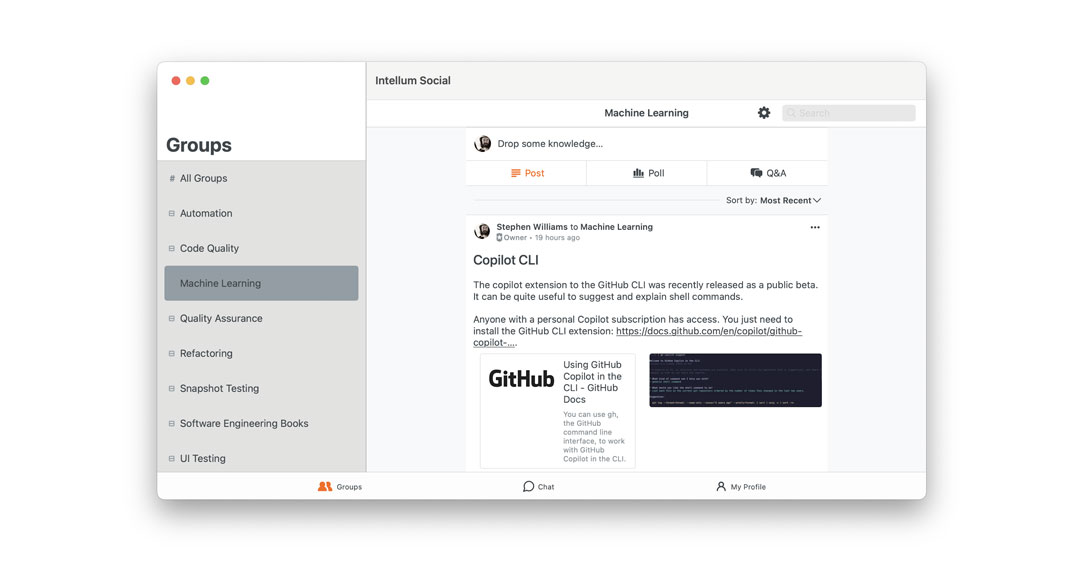 Intellum Social
Machine Learning
Search
Groups
# All Groups
Automation
Code Quality
Machine Learning
Quality Assurance
Refactoring
Snapshot Testing
Software Engineering Books
UI Testing
Drop some knowledge...
Post
Poll
Q&A
Sort by: Most Recent
Stephen Williams to Machine Learning
Owner • 19 hours ago
Copilot CLI
The copilot extension to the GitHub CLI was recently released as a public beta.
It can be quite useful to suggest and explain shell commands.
Anyone with a personal Copilot subscription has access. You just need to
install the GitHub CLI extension: https://docs.github.com/en/copilot/github-
copilot-....
GitHub
Using GitHub
Copilot in the
CLI - GitHub
Docs
You can use gh,
the GitHub
command line
interface, to work
with GitHub
Copilot in the CLI.
Groups
Chat
My Profile